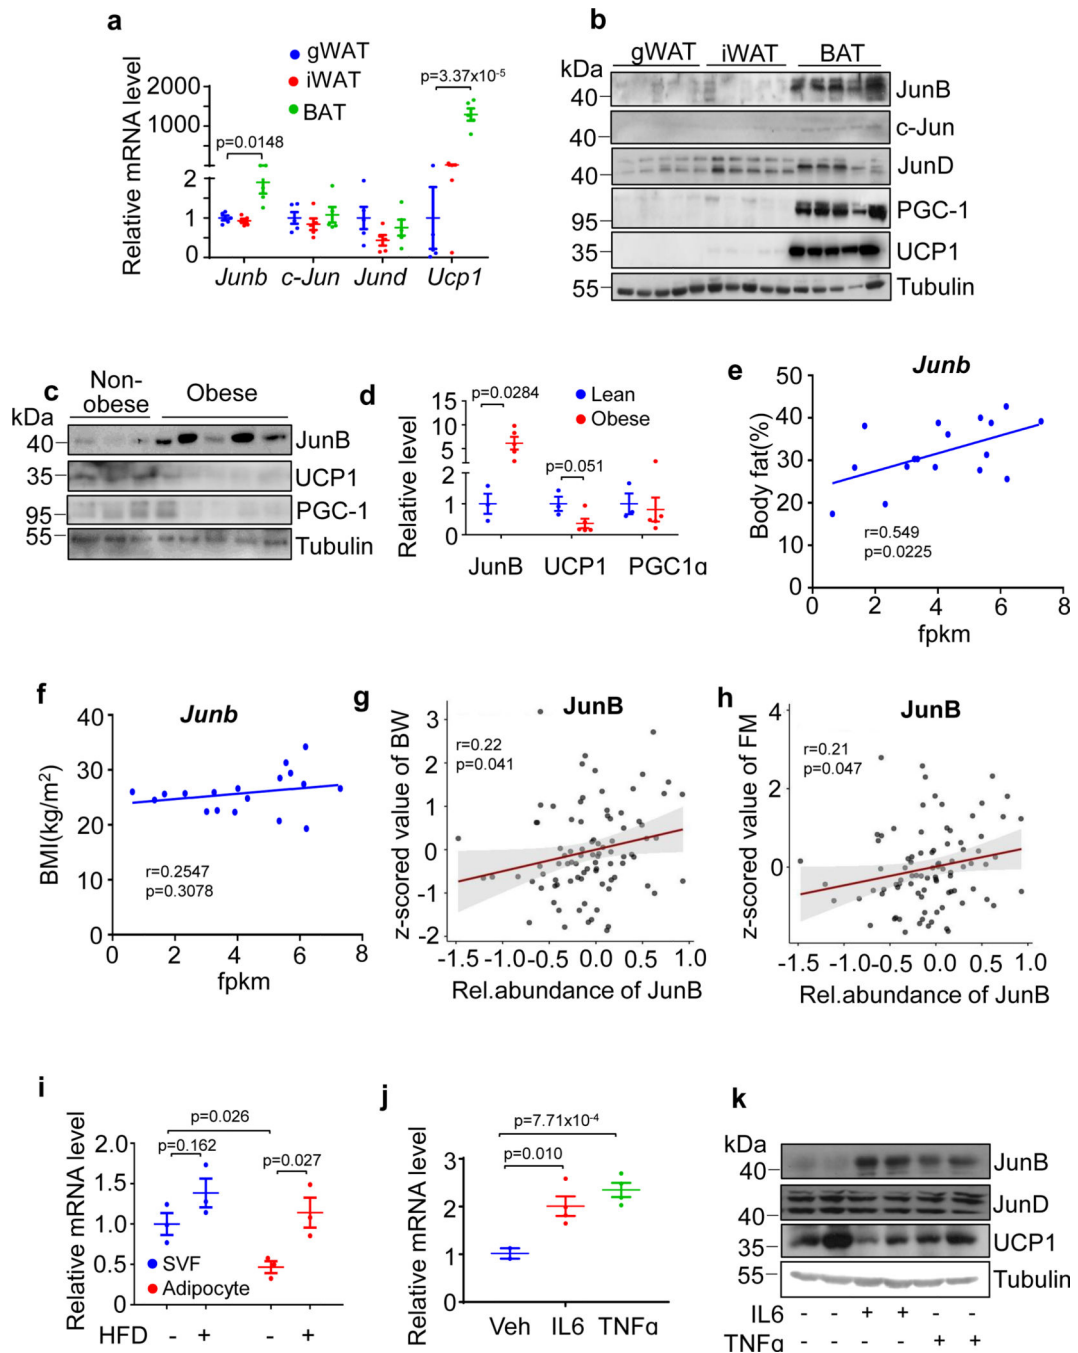 a
Relative mRNA level
gWAT
iWAT
BAT
2000
1000
2
1
0
p=0.0148
p=3.37x10-5
Junb c-Jun Jund Ucp1
b
gWAT iWAT BAT
kDa
40 JunB
40 c-Jun
40 JunD
95 PGC-1
35 UCP1
55 Tubulin
c
Non-
obese Obese
kDa
40 JunB
35 UCP1
95 PGC-1
55 Tubulin
d
Relative level
Lean
Obese
p=0.0284
p=0.051
15
10
5
2
1
0
JunB UCP1 PGC1α
e
Junb
Body fat(%)
50
40
30
20
10
0
r=0.549
p=0.0225
0 2 4 6 8
fpkm
f
Junb
BMI(kg/m2)
40
30
20
10
0
r=0.2547
p=0.3078
0 2 4 6 8
fpkm
g
JunB
z-scored value of BW
3
2
1
0
-1
-2
r=0.22
p=0.041
-1.5 -1.0 -0.5 0.0 0.5 1.0
Rel.abundance of JunB
h
JunB
z-scored value of FM
4
2
0
-2
r=0.21
p=0.047
-1.5 -1.0 -0.5 0.0 0.5 1.0
Rel.abundance of JunB
i
Relative mRNA level
2.0
1.5
1.0
0.5
0
p=0.026
p=0.162
p=0.027
SVF
Adipocyte
HFD - + - +
j
Relative mRNA level
p=7.71x10-4
p=0.010
3
2
1
0
Veh IL6 TNFα
k
kDa
40 JunB
40 JunD
35 UCP1
55 Tubulin
IL6 - - + + - -
TNFα - - - - + +